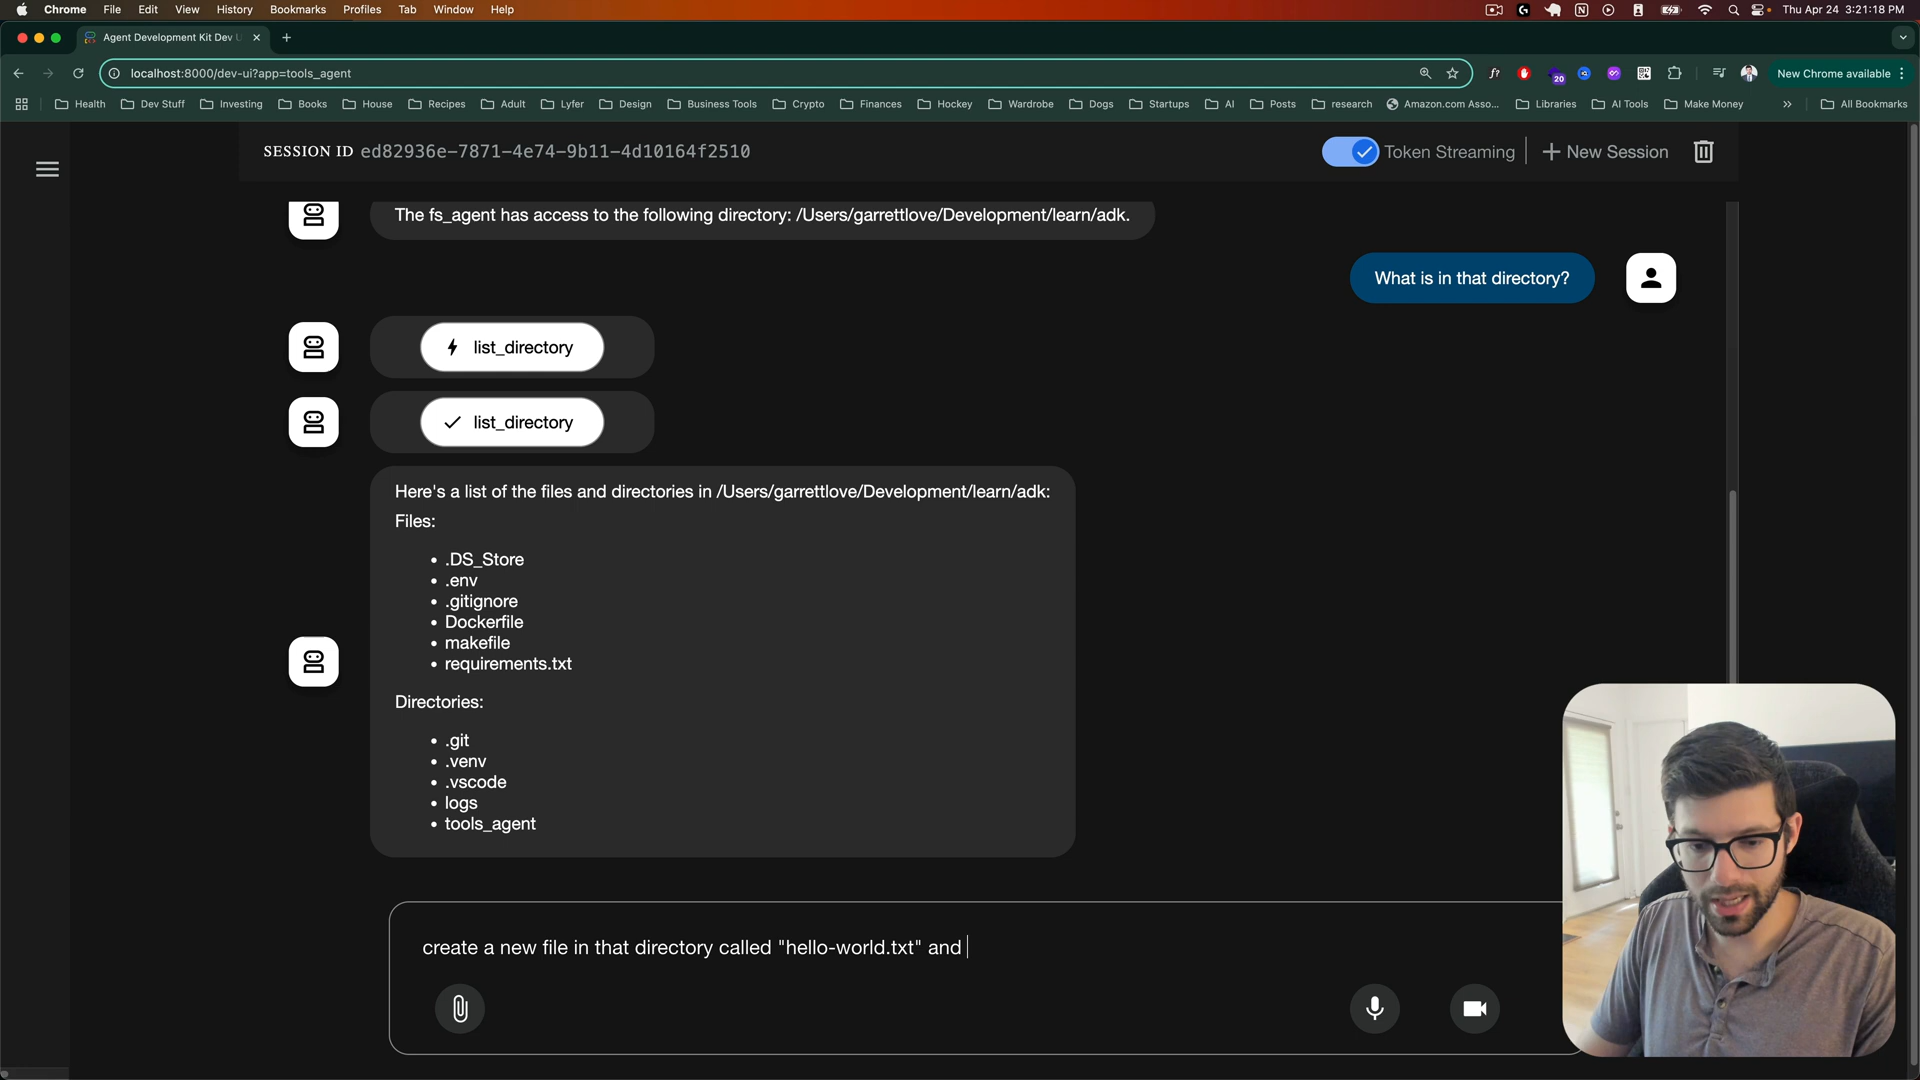 Chrome File Edit View History Bookmarks Profiles Tab Window Help
Thu Apr 24 3:21:18 PM
Agent Development Kit Dev U
localhost:8000/dev-ui?app=tools_agent
20
New Chrome available
Health Dev Stuff Investing Books House Recipes Adult Lyfer Design Business Tools Crypto Finances Hockey Wardrobe Dogs Startups AI Posts research Amazon.com Asso... Libraries AI Tools Make Money All Bookmarks
SESSION ID ed82936e-7871-4e74-9b11-4d10164f2510
Token Streaming
New Session
The fs_agent has access to the following directory: /Users/garrettlove/Development/learn/adk.
What is in that directory?
list_directory
list_directory
Here's a list of the files and directories in /Users/garrettlove/Development/learn/adk:
Files:
• .DS_Store
• .env
• .gitignore
• Dockerfile
• makefile
• requirements.txt
Directories:
• .git
• .venv
• .vscode
• logs
• tools_agent
create a new file in that directory called "hello-world.txt" and